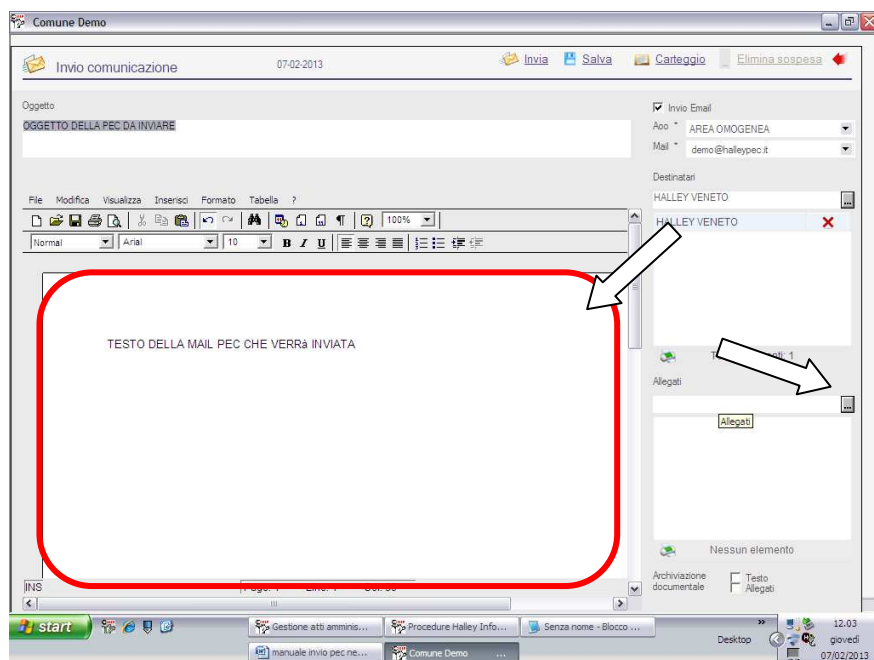 Comune Demo
Invio comunicazione
07-02-2013
Invia
Salva
Carteggio
Elimina sospesa
Oggetto
OGGETTO DELLA PEC DA INVIARE
Invio Email
Aoo * AREA OMOGENEA
Mail * demo@halleypec.it
Destinatari
HALLEY VENETO
HALLEY VENETO
File Modifica Visualizza Inserisci Formato Tabella ?
100%
Normal Arial 10 B I U
TESTO DELLA MAIL PEC CHE VERRà INVIATA
Allegati
Allegati
Nessun elemento
Archiviazione documentale
Testo
Allegati
INS
start
Gestione atti amminis...
Procedure Halley Info...
Senza nome - Blocco ...
manuale invio pec ne...
Comune Demo ...
Desktop
12.03
giovedì
07/02/2013